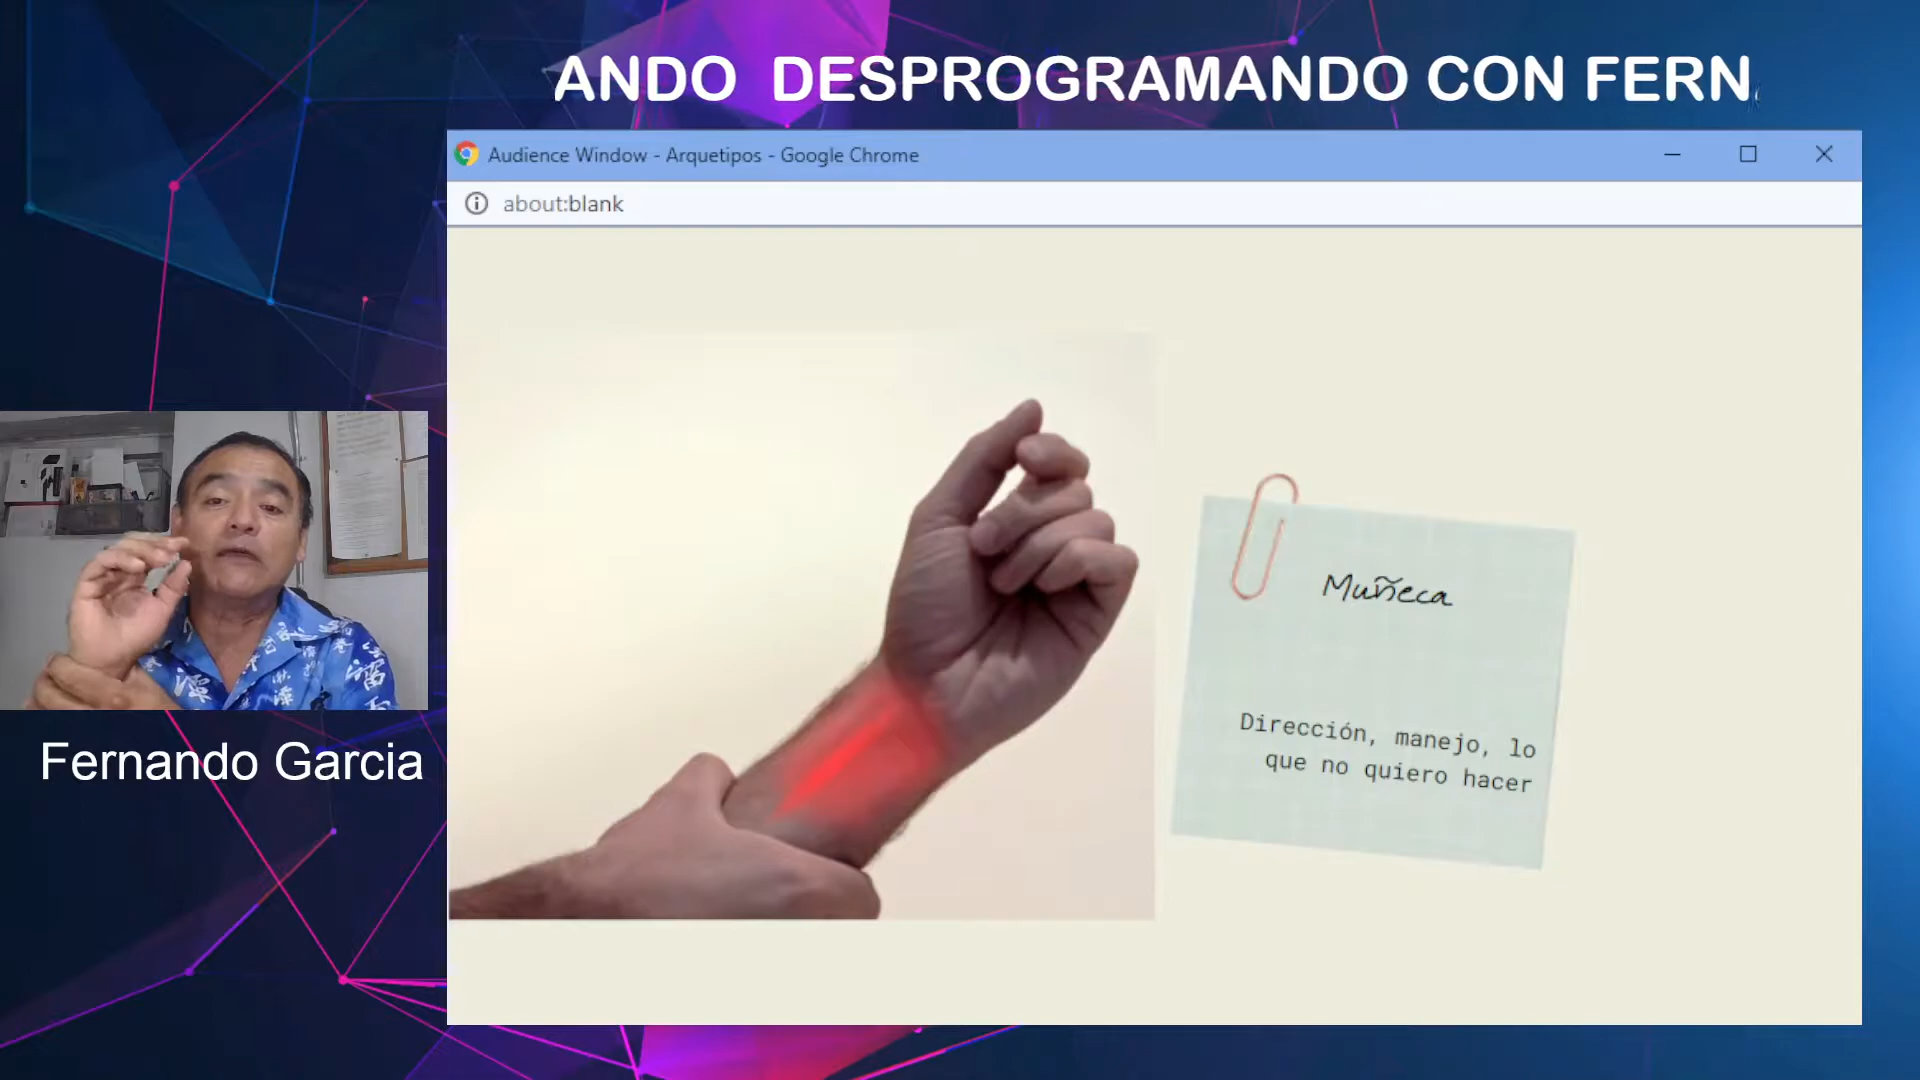 ANDO DESPROGRAMANDO CON FERN
Audience Window - Arquetipos - Google Chrome
about:blank
Muñeca
Dirección, manejo, lo
que no quiero hacer
Fernando Garcia